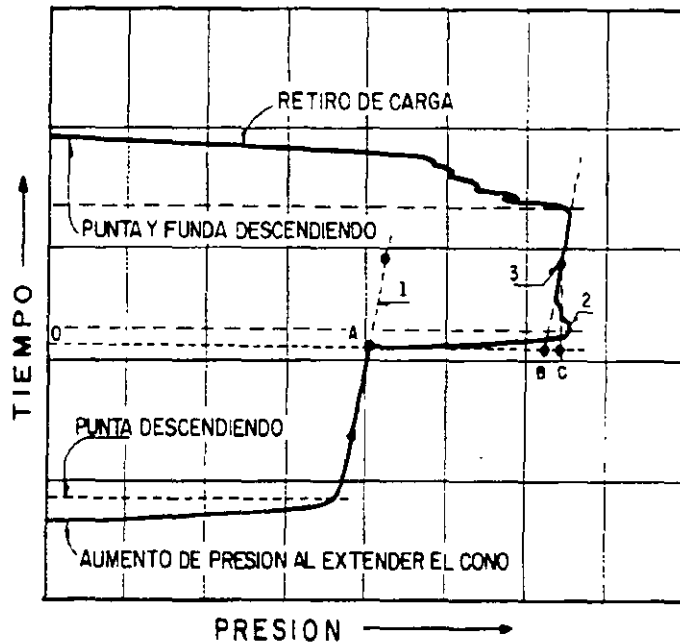 RETIRO DE CARGA
PUNTA Y FUNDA DESCENDIENDO
1
3
2
O
A
B
C
PUNTA DESCENDIENDO
AUMENTO DE PRESION AL EXTENDER EL CONO
TIEMPO
PRESION